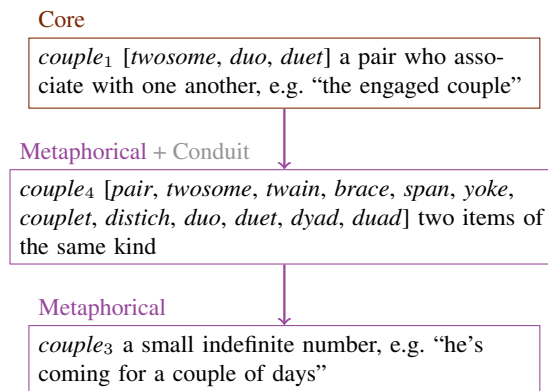 Core
couple₁ [twosome, duo, duet] a pair who asso-
ciate with one another, e.g. “the engaged couple”
Metaphorical + Conduit
couple₄ [pair, twosome, twain, brace, span, yoke,
couplet, distich, duo, duet, dyad, duad] two items of
the same kind
Metaphorical
couple₃ a small indefinite number, e.g. “he’s
coming for a couple of days”